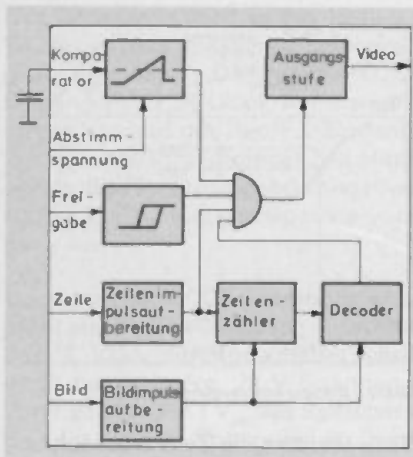 Kompa-
rator
Abstimm-
spannung
Frei-
gabe
Zeile
Bild
Ausgangs
stufe
Video
Zeilenim-
pulsauf-
bereitung
Zeilen-
zähler
Decoder
Bildimpuls
aufbe-
reitung